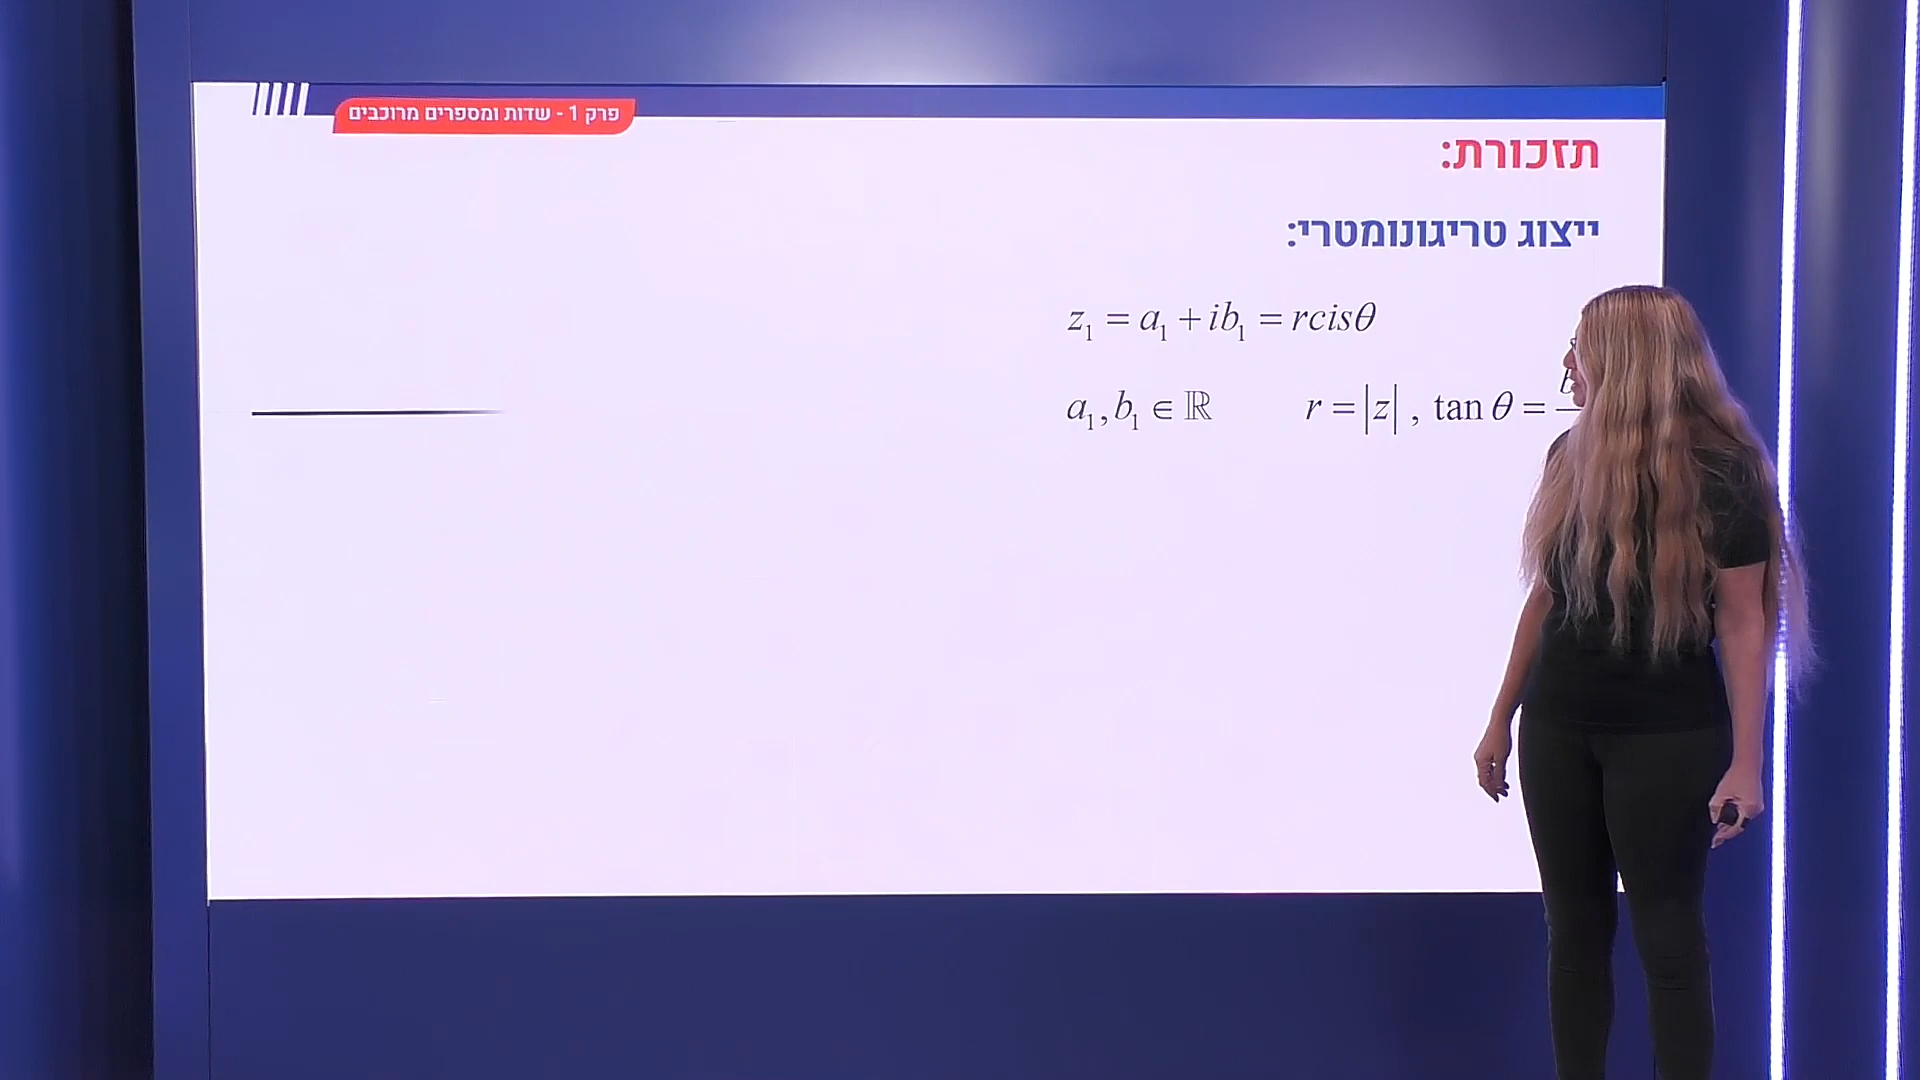 פרק 1 - שדות ומספרים מרוכבים
תזכורת:
ייצוג טריגונומטרי:
z₁ = a₁ + ib₁ = rcisθ
a₁, b₁ ∈ ℝ r = |z| , tan θ =